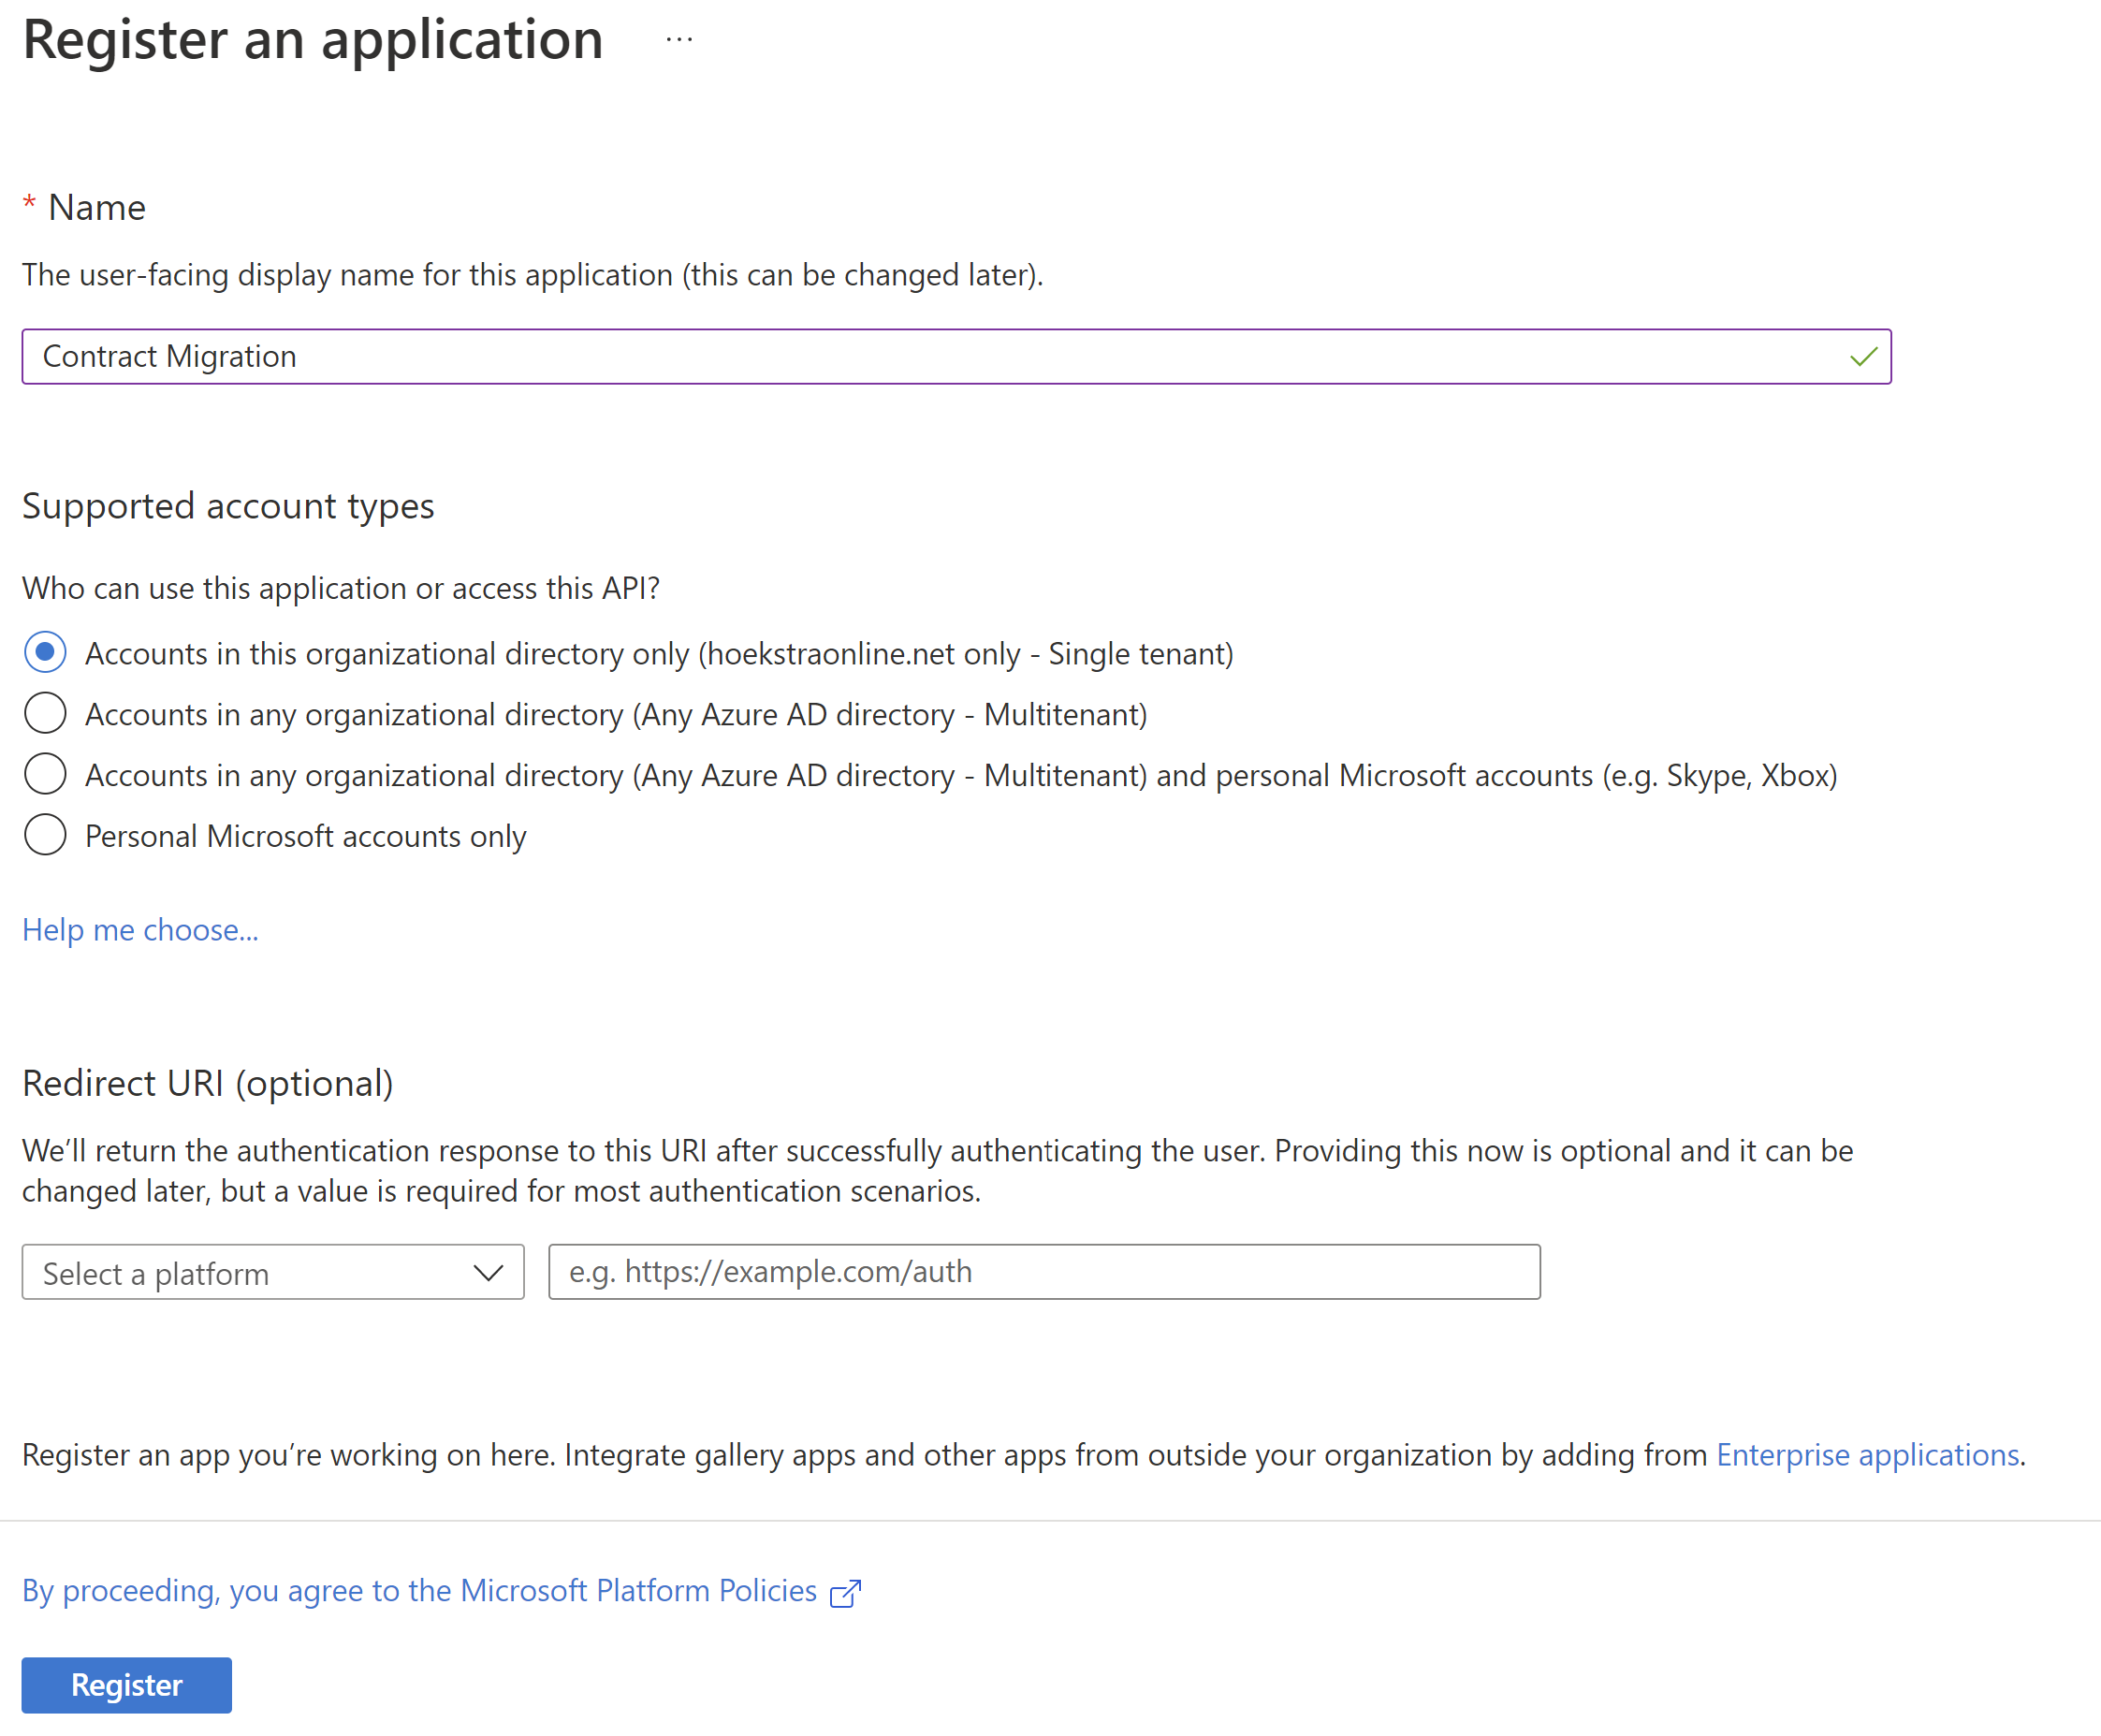 Register an application ...
* Name
The user-facing display name for this application (this can be changed later).
Contract Migration
Supported account types
Who can use this application or access this API?
Accounts in this organizational directory only (hoekstraonline.net only - Single tenant)
Accounts in any organizational directory (Any Azure AD directory - Multitenant)
Accounts in any organizational directory (Any Azure AD directory - Multitenant) and personal Microsoft accounts (e.g. Skype, Xbox)
Personal Microsoft accounts only
Help me choose...
Redirect URI (optional)
We’ll return the authentication response to this URI after successfully authenticating the user. Providing this now is optional and it can be
changed later, but a value is required for most authentication scenarios.
Select a platform e.g. https://example.com/auth
Register an app you’re working on here. Integrate gallery apps and other apps from outside your organization by adding from Enterprise applications.
By proceeding, you agree to the Microsoft Platform Policies
Register